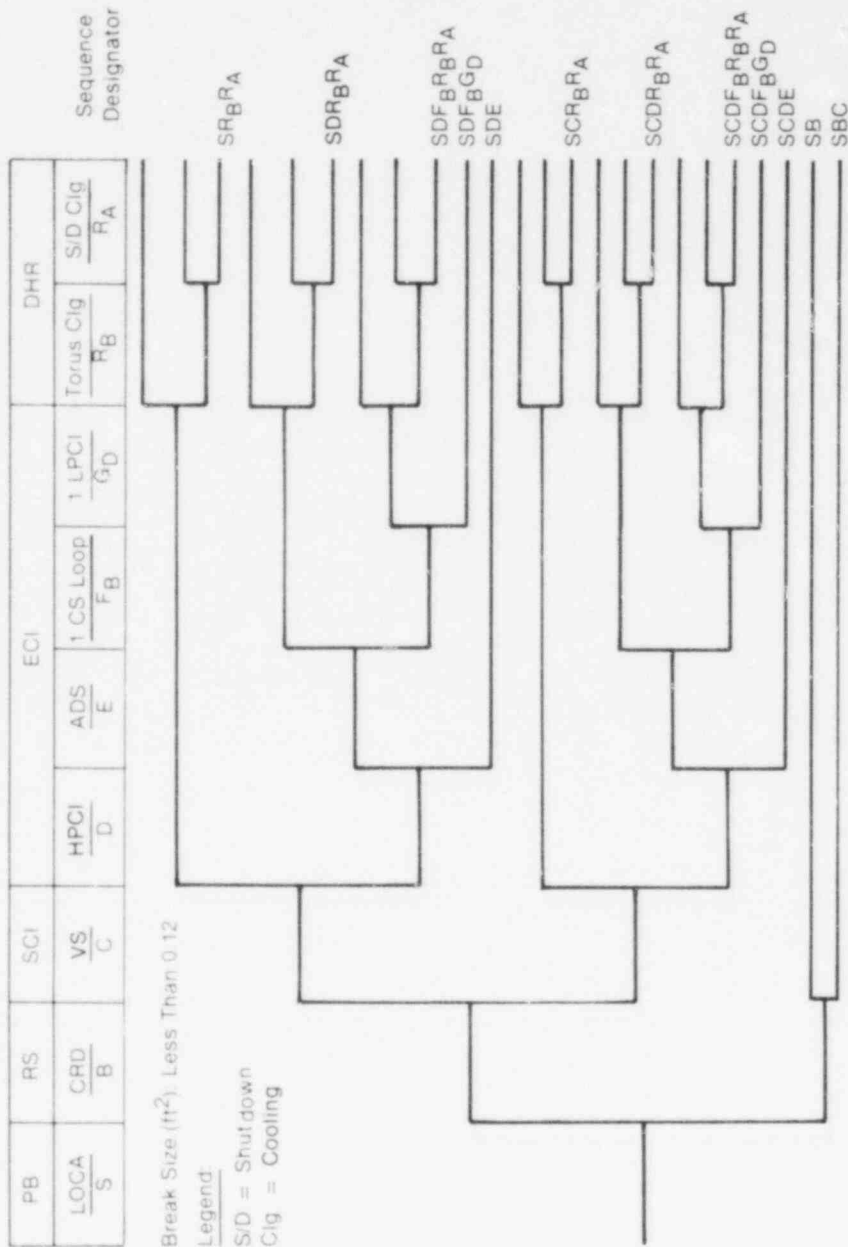 PB RS SCI ECI DHR
LOCA CRD VS HPCI ADS 1 CS Loop 1 LPCI Torus Clg S/D Clg Sequence
S B C D E FB GD RB RA Designator
Break Size (ft²): Less Than 0.12
Legend:
S/D = Shutdown
Clg = Cooling
SRBRA
SDRBRA
SDFBRBRA
SDFBGD
SDE
SCRBRA
SCDRBRA
SCDFBRBRA
SCDFBGD
SCDE
SB
SBC